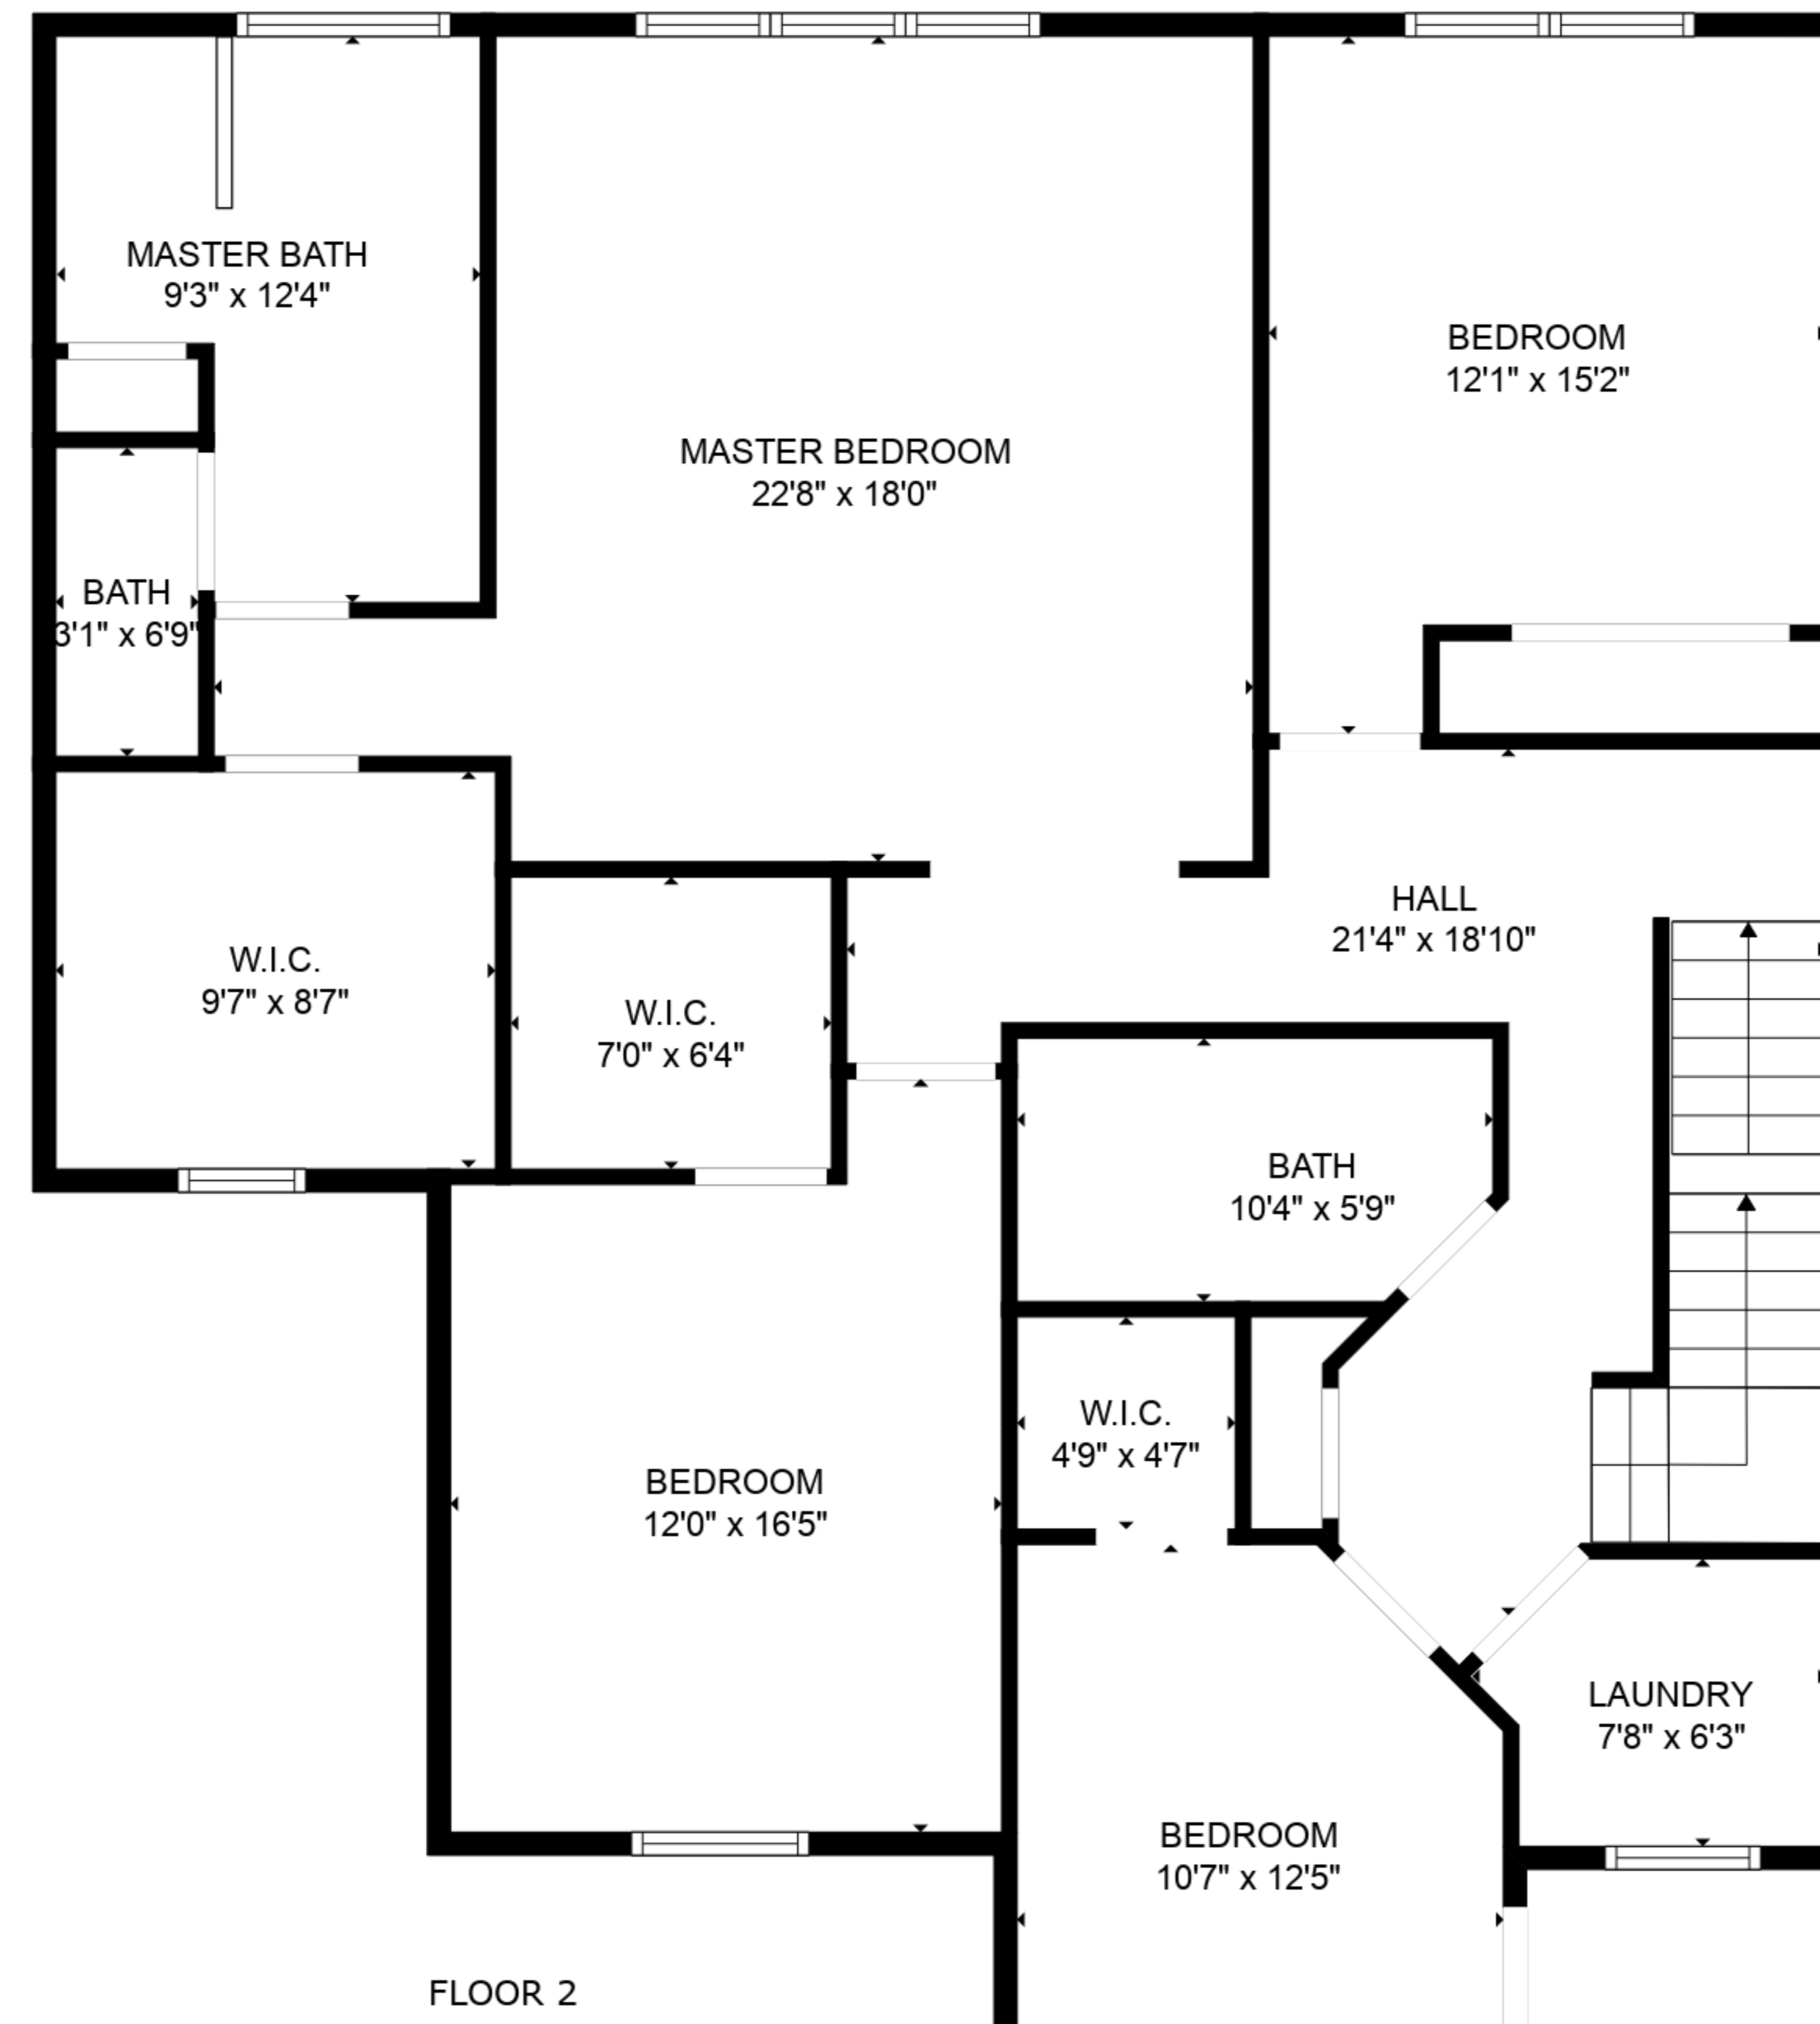 MASTER BATH
9'3" x 12'4"
BEDROOM
12'1" x 15'2"
MASTER BEDROOM
22'8" x 18'0"
BATH
3'1" x 6'9"
HALL
21'4" x 18'10"
W.I.C.
9'7" x 8'7"
W.I.C.
7'0" x 6'4"
BATH
10'4" x 5'9"
W.I.C.
4'9" x 4'7"
BEDROOM
12'0" x 16'5"
LAUNDRY
7'8" x 6'3"
BEDROOM
10'7" x 12'5"
FLOOR 2